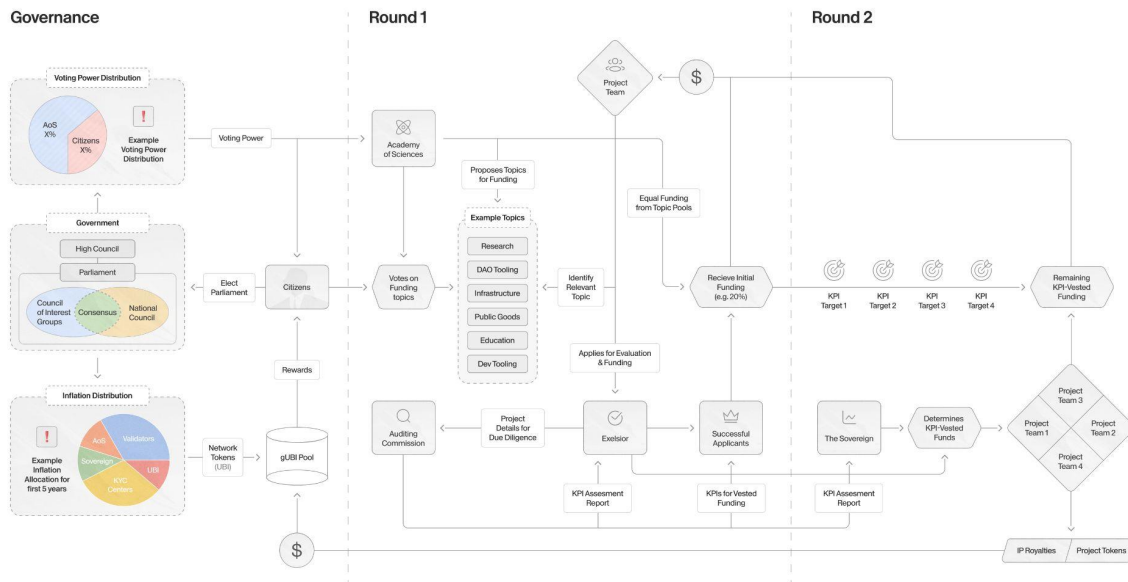 Governance
Round 1
Round 2
Voting Power Distribution
AoS
X%
Citizens
X%
Example
Voting Power
Distribution
Voting Power
Government
High Council
Parliament
Council
of Interest
Groups
Consensus
National
Council
Elect
Parliament
Citizens
Rewards
Inflation Distribution
Example
Inflation
Allocation for
first 5 years
AoS
Validators
Sovereign
UBI
KYC
Centers
Network
Tokens
(UBI)
gUBI Pool
$
Project
Team
$
Academy
of Sciences
Proposes Topics
for Funding
Equal Funding
from Topic Pools
Votes on
Funding
topics
Example Topics
Research
DAO Tooling
Infrastructure
Public Goods
Education
Dev Tooling
Identify
Relevant
Topic
Recieve Initial
Funding
(e.g. 20%)
Applies for Evaluation
& Funding
Auditing
Commission
Project
Details for
Due Diligence
Exelsior
Successful
Applicants
KPI Assesment
Report
KPIs for Vested
Funding
KPI
Target 1
KPI
Target 2
KPI
Target 3
KPI
Target 4
Remaining
KPI-Vested
Funding
The Sovereign
Determines
KPI-Vested
Funds
Project
Team 3
Project
Team 1
Project
Team 2
Project
Team 4
KPI Assesment
Report
IP Royalties
Project Tokens